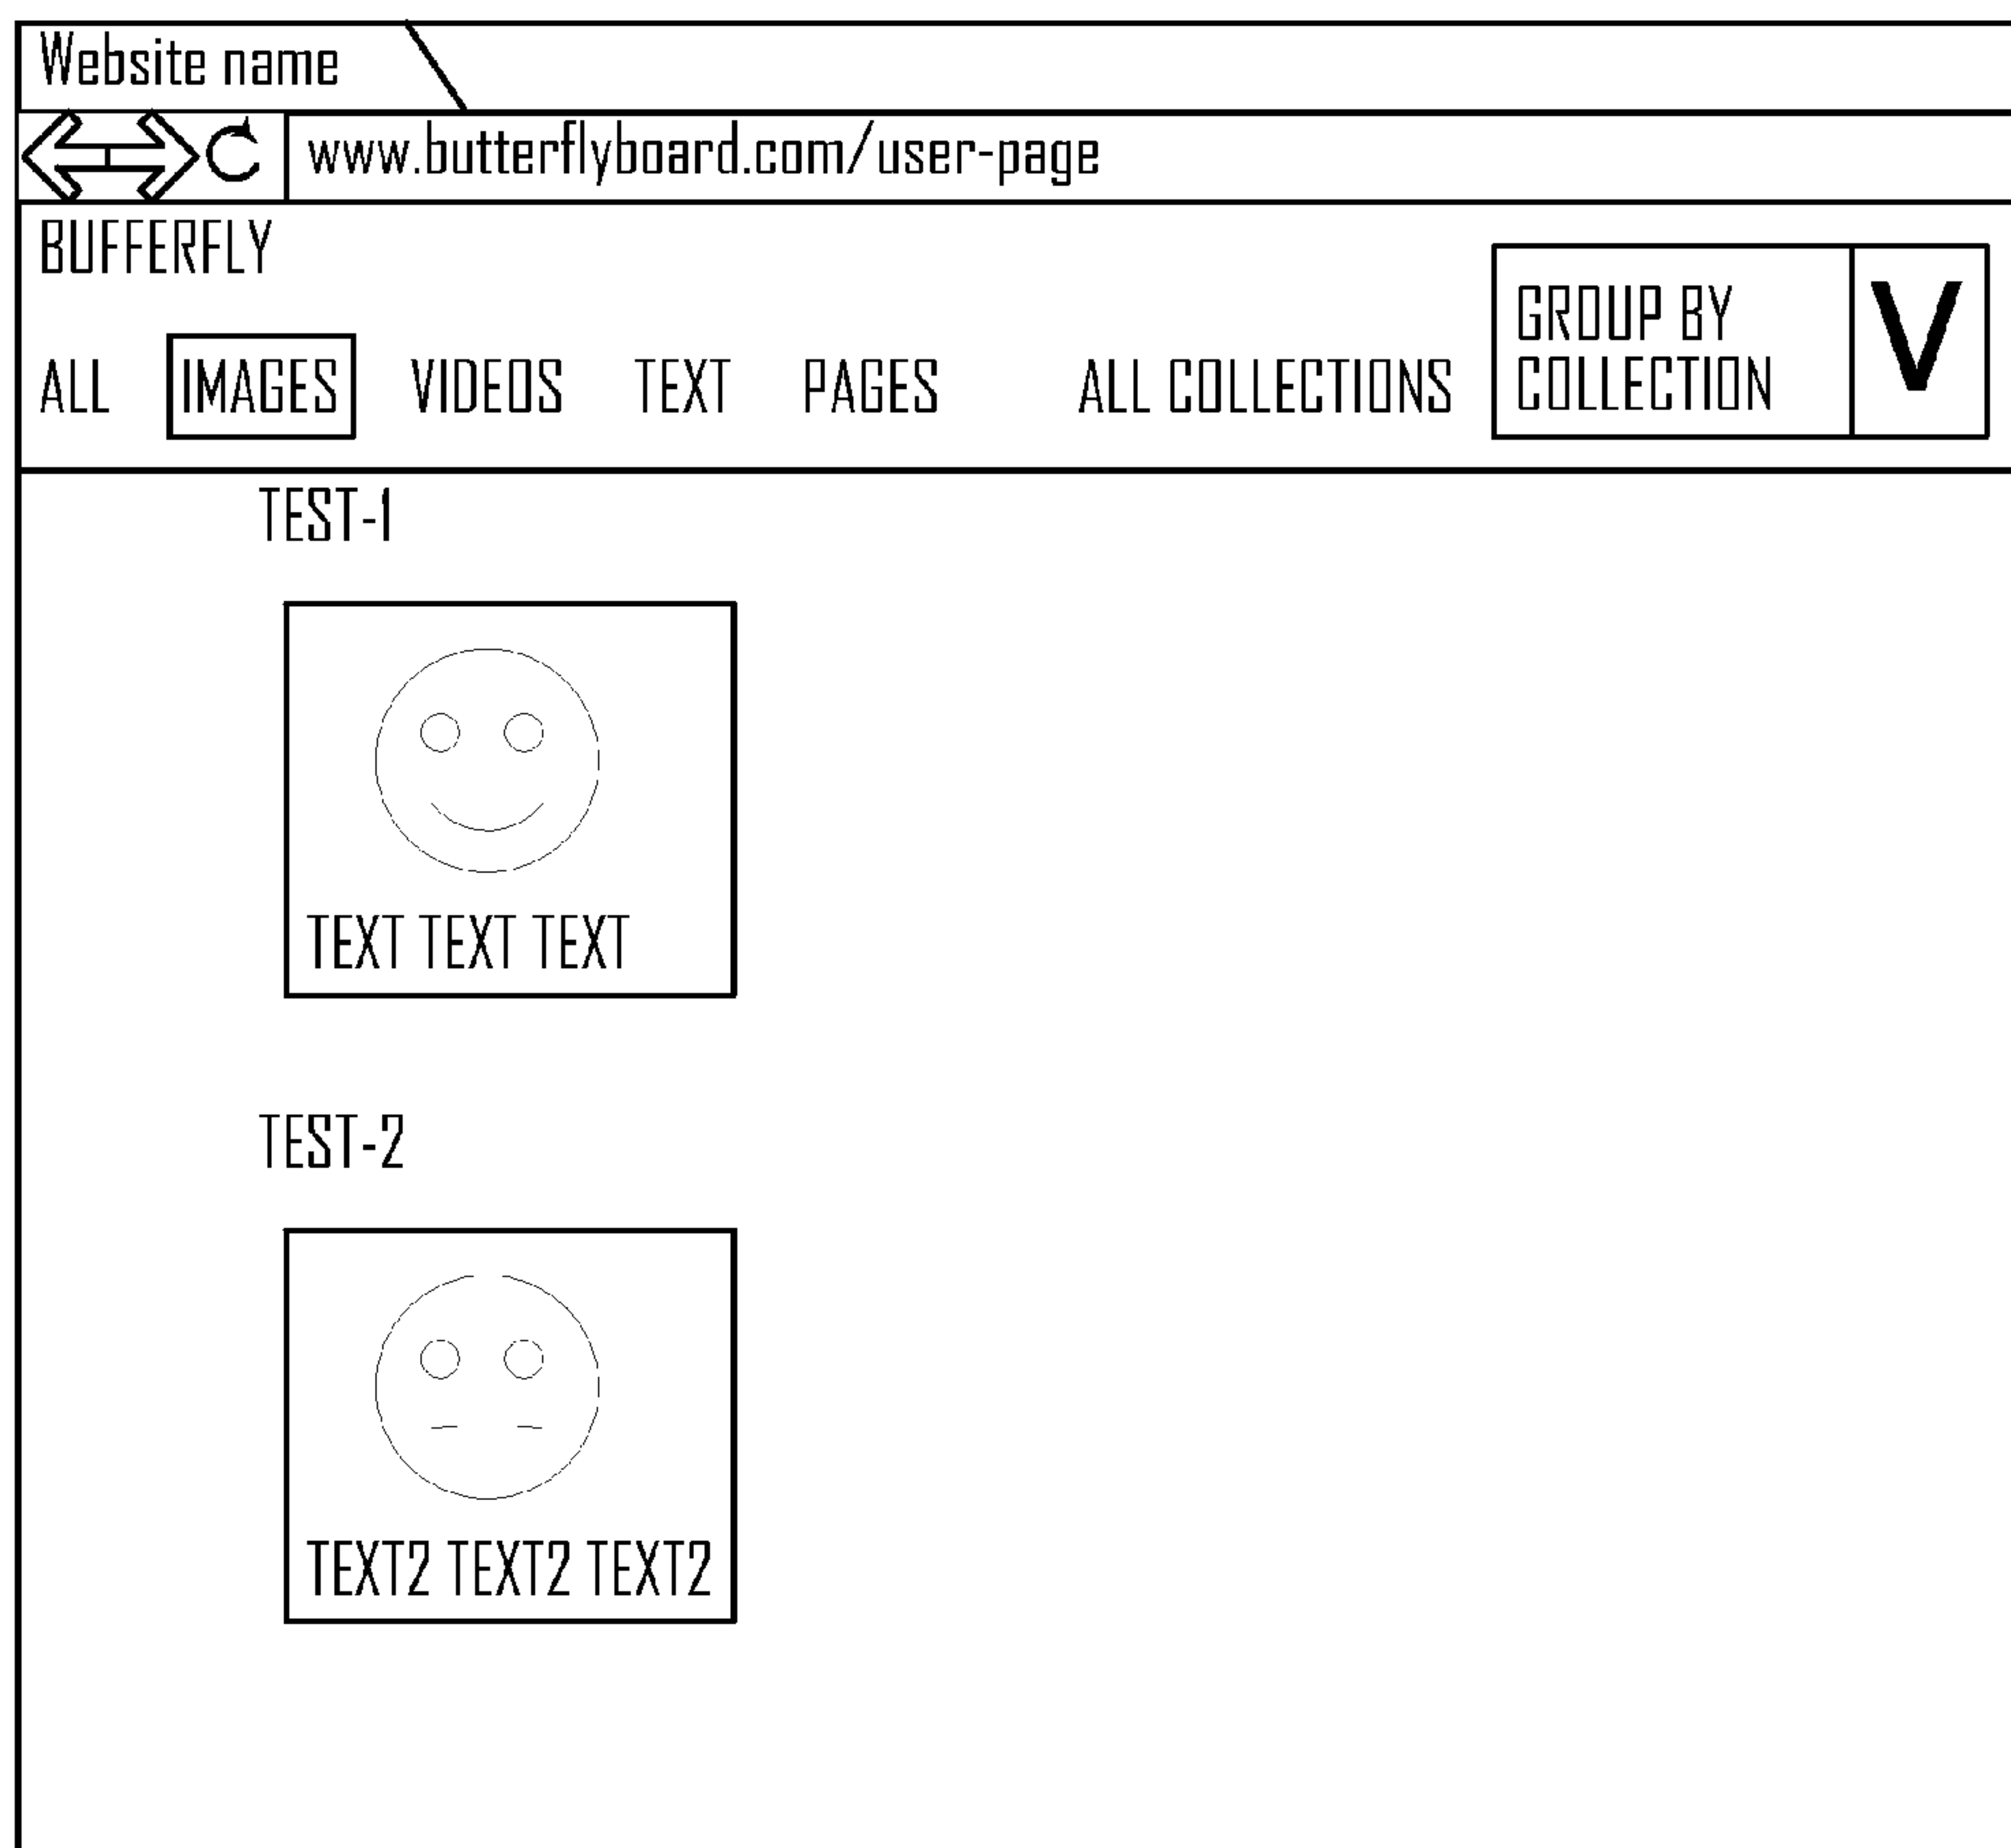 Website name
www.butterflyboard.com/user-page
BUFFERFLY
ALL IMAGES VIDEOS TEXT PAGES ALL COLLECTIONS
GROUP BY
COLLECTION
V
TEST-1
TEXT TEXT TEXT
TEST-2
TEXT2 TEXT2 TEXT2